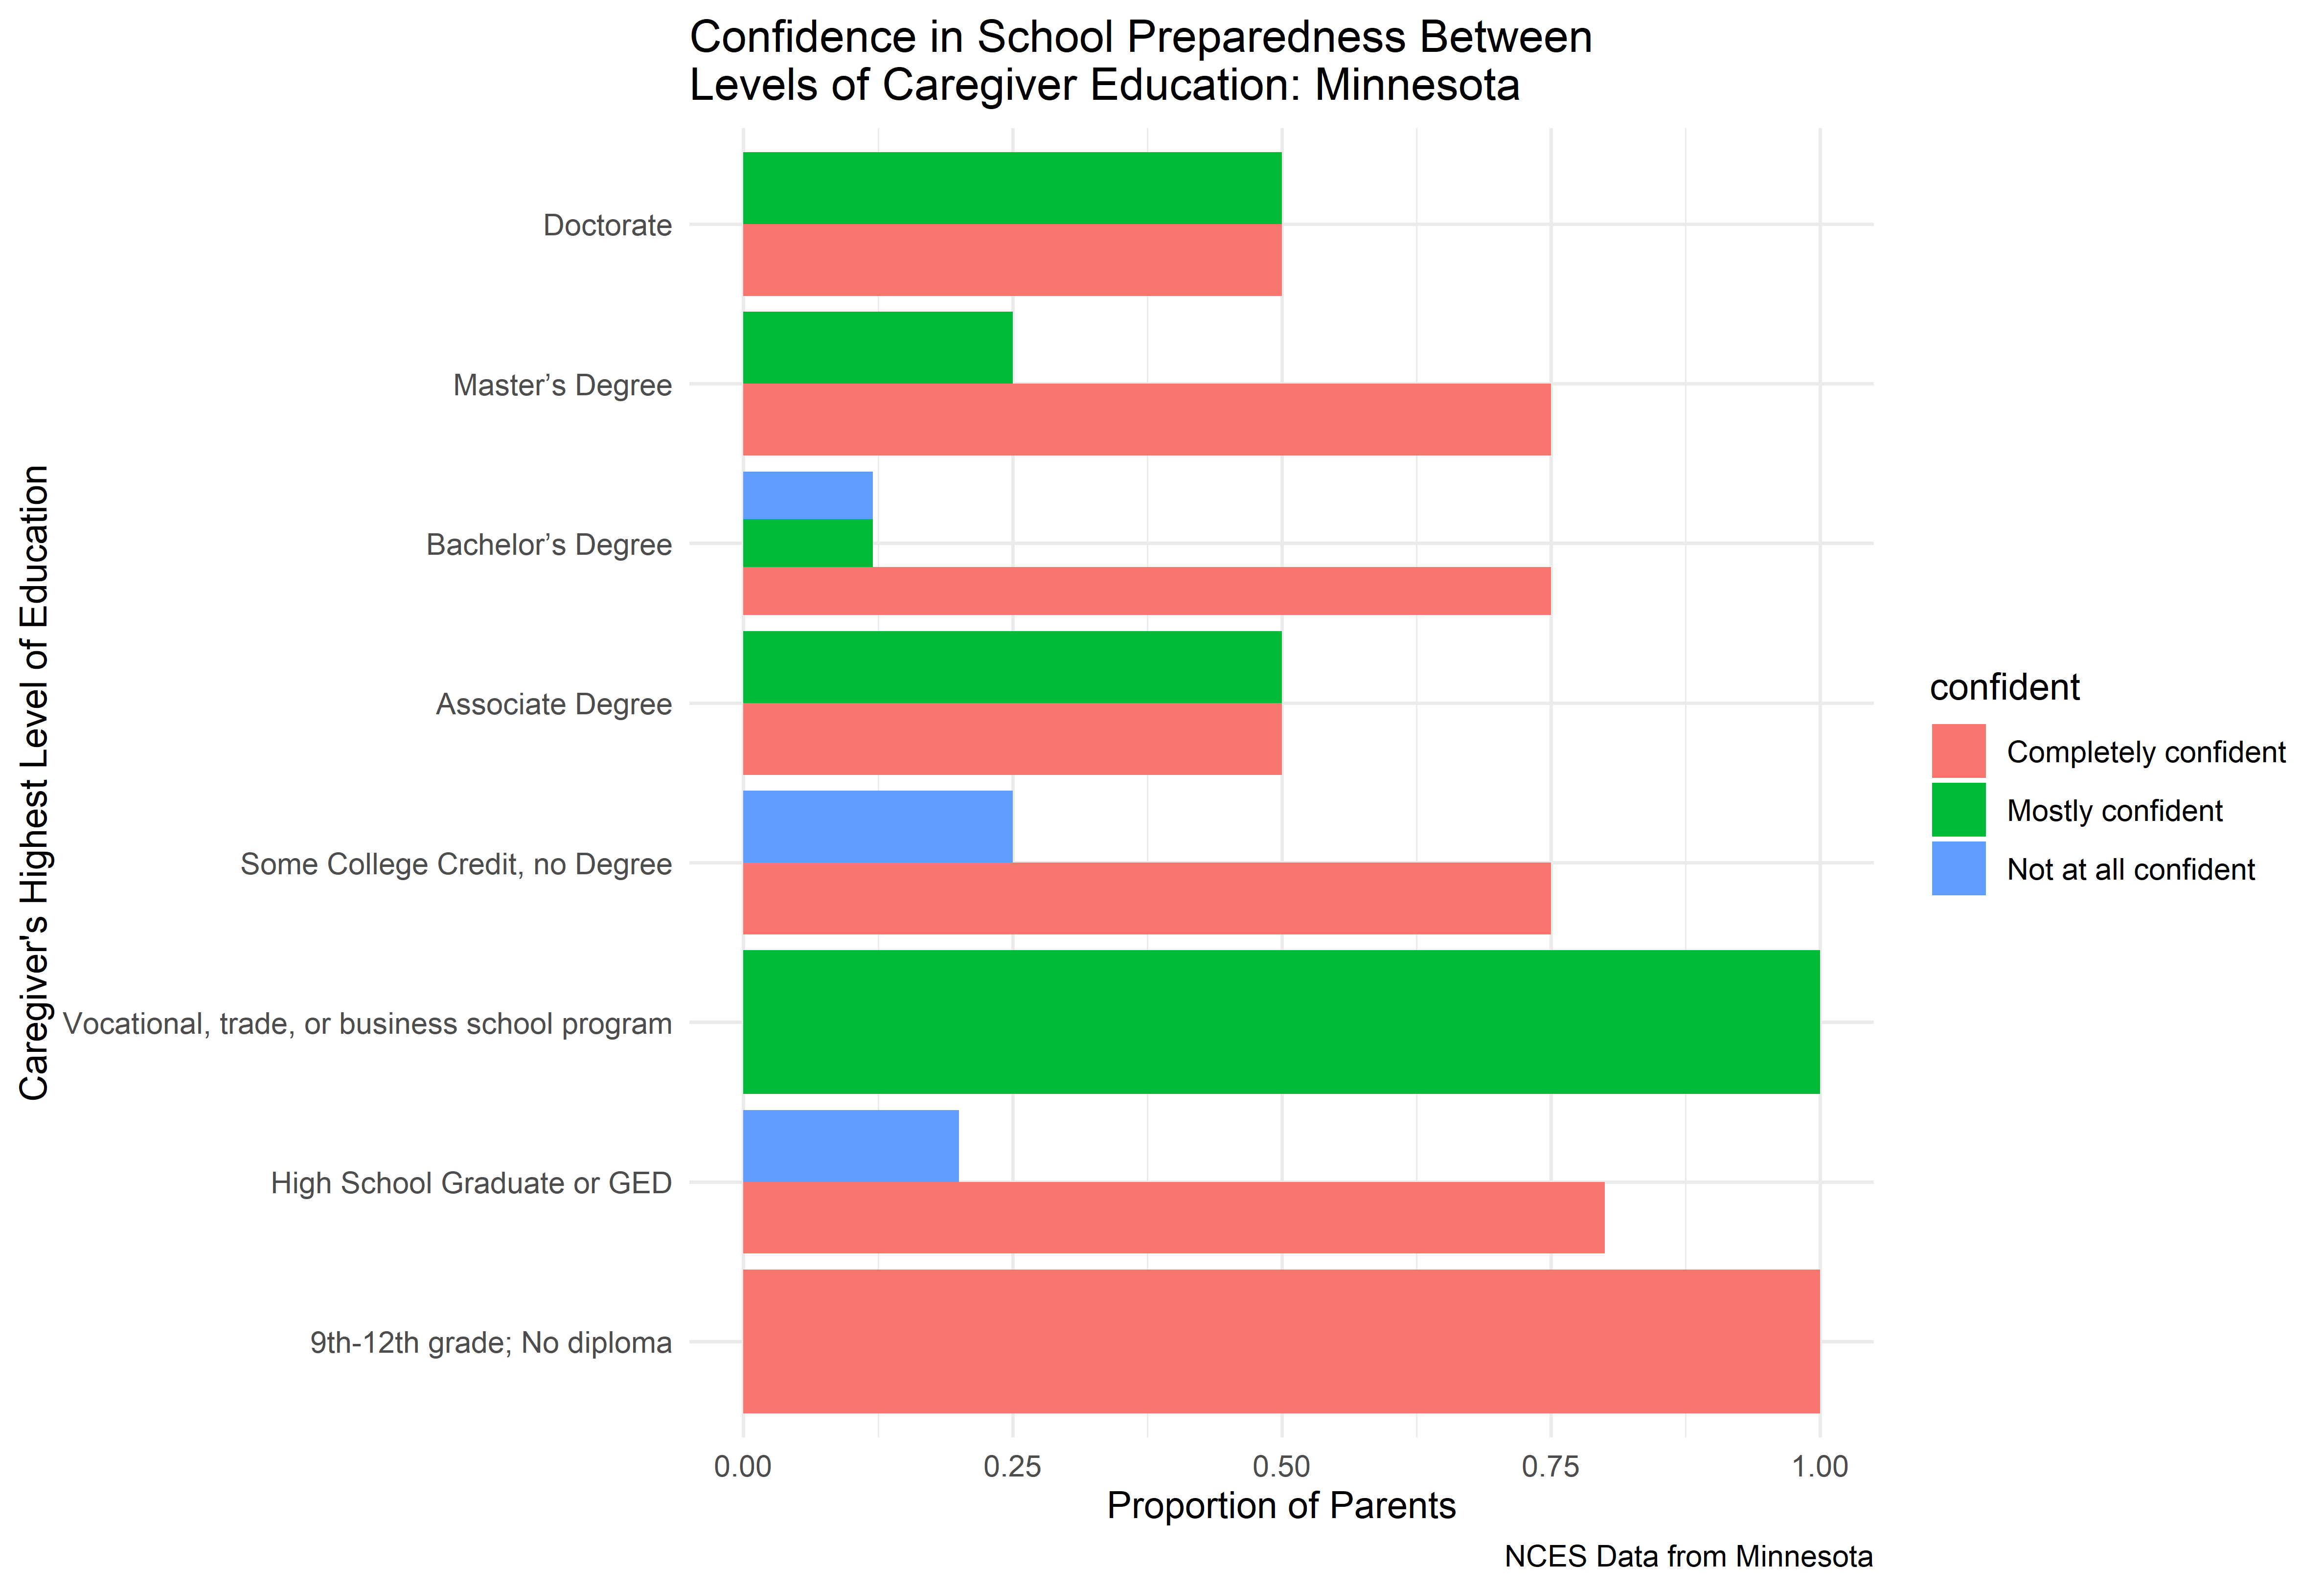 Confidence in School Preparedness Between
Levels of Caregiver Education: Minnesota
Caregiver's Highest Level of Education
Doctorate
Master’s Degree
Bachelor’s Degree
Associate Degree
Some College Credit, no Degree
Vocational, trade, or business school program
High School Graduate or GED
9th-12th grade; No diploma
0.00 0.25 0.50 0.75 1.00
Proportion of Parents
confident
Completely confident
Mostly confident
Not at all confident
NCES Data from Minnesota